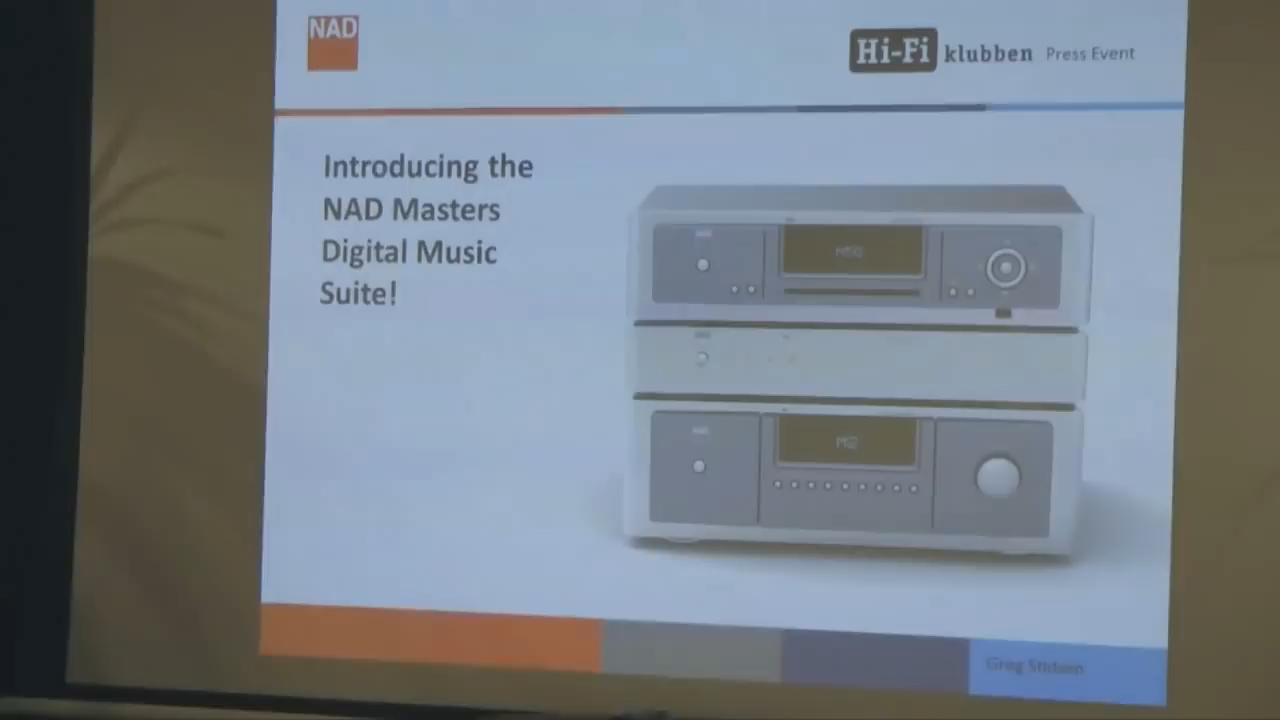 NAD
Hi-Fi klubben Press Event
Introducing the
NAD Masters
Digital Music
Suite!
M50
M2